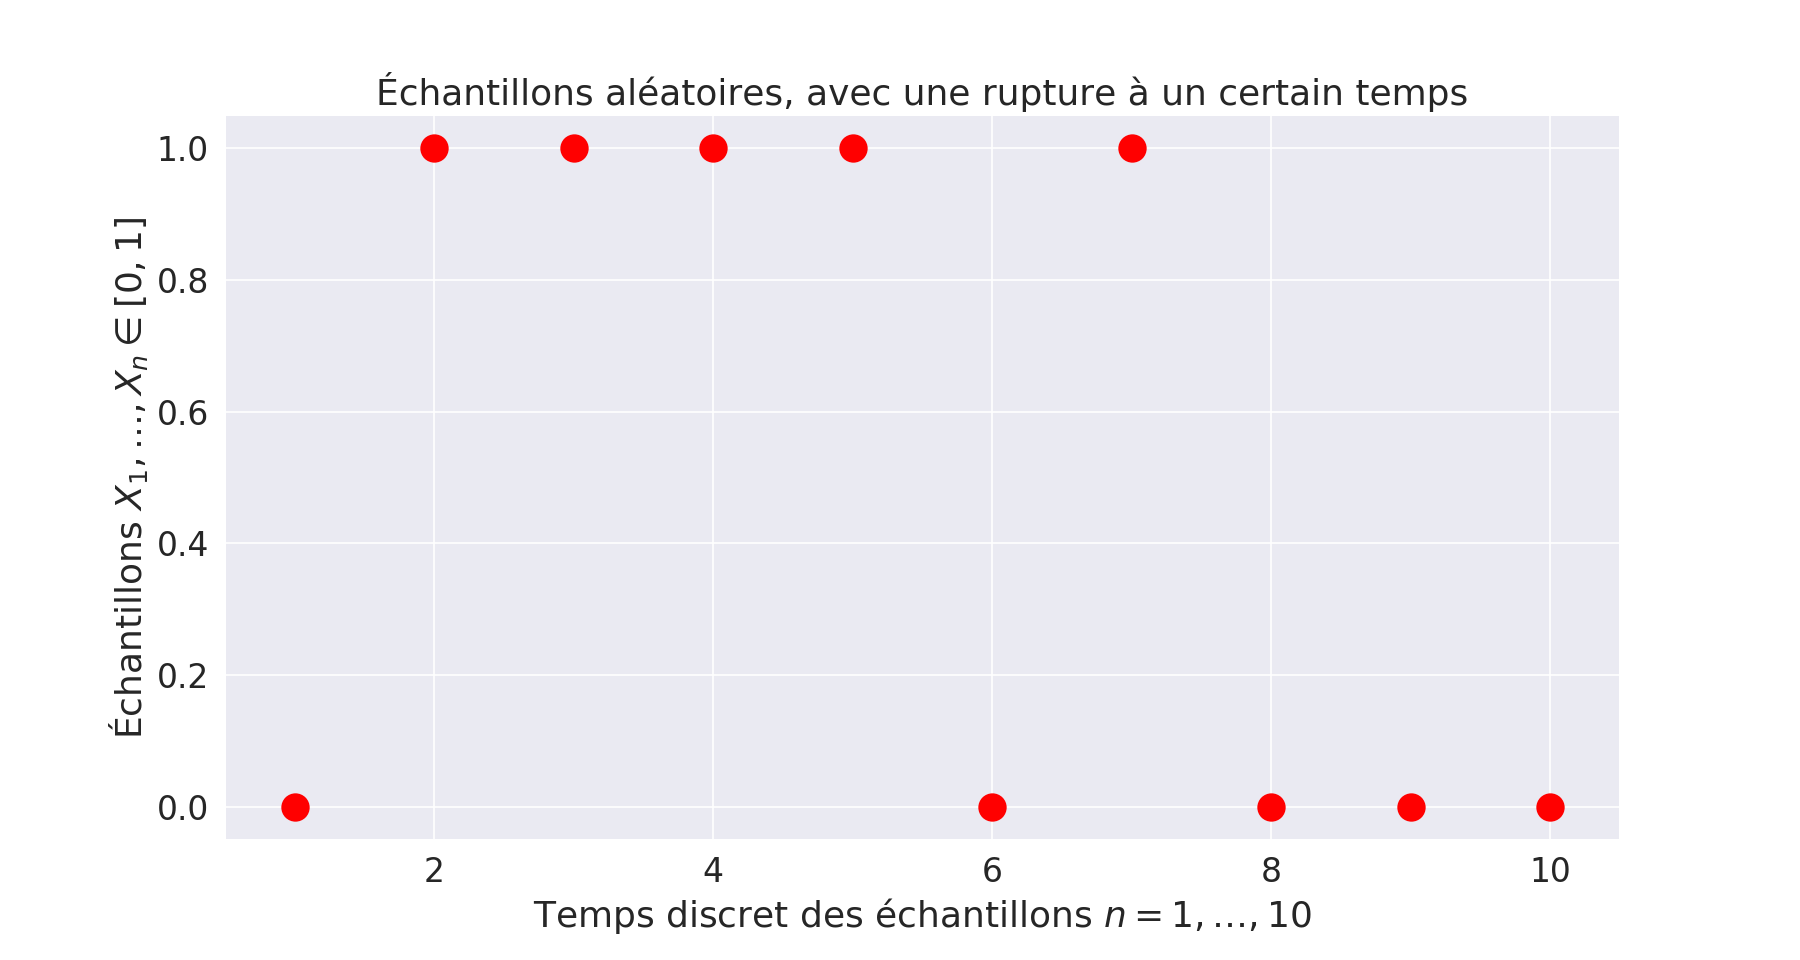 Échantillons aléatoires, avec une rupture à un certain temps
Échantillons X₁, …, Xₙ ∈ [0, 1]
1.0
0.8
0.6
0.4
0.2
0.0
2 4 6 8 10
Temps discret des échantillons n = 1, …, 10